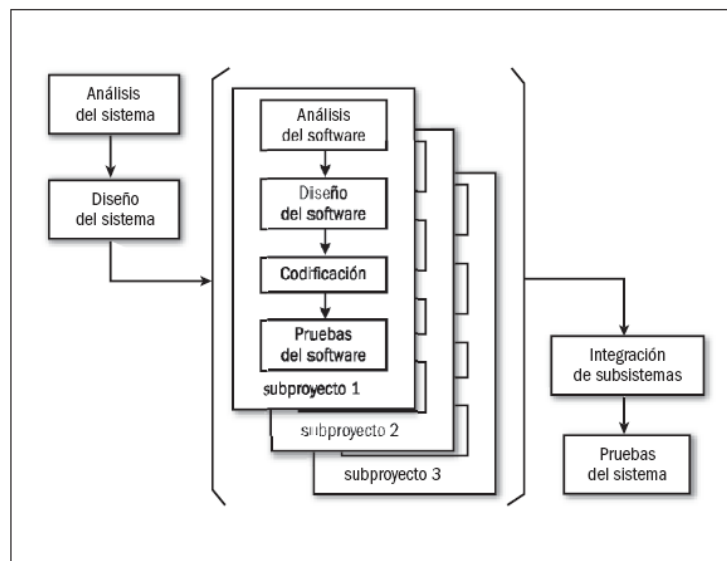 Análisis
del sistema
Diseño
del sistema
Análisis
del software
Diseño
del software
Codificación
Pruebas
del software
subproyecto 1
subproyecto 2
subproyecto 3
Integración
de subsistemas
Pruebas
del sistema